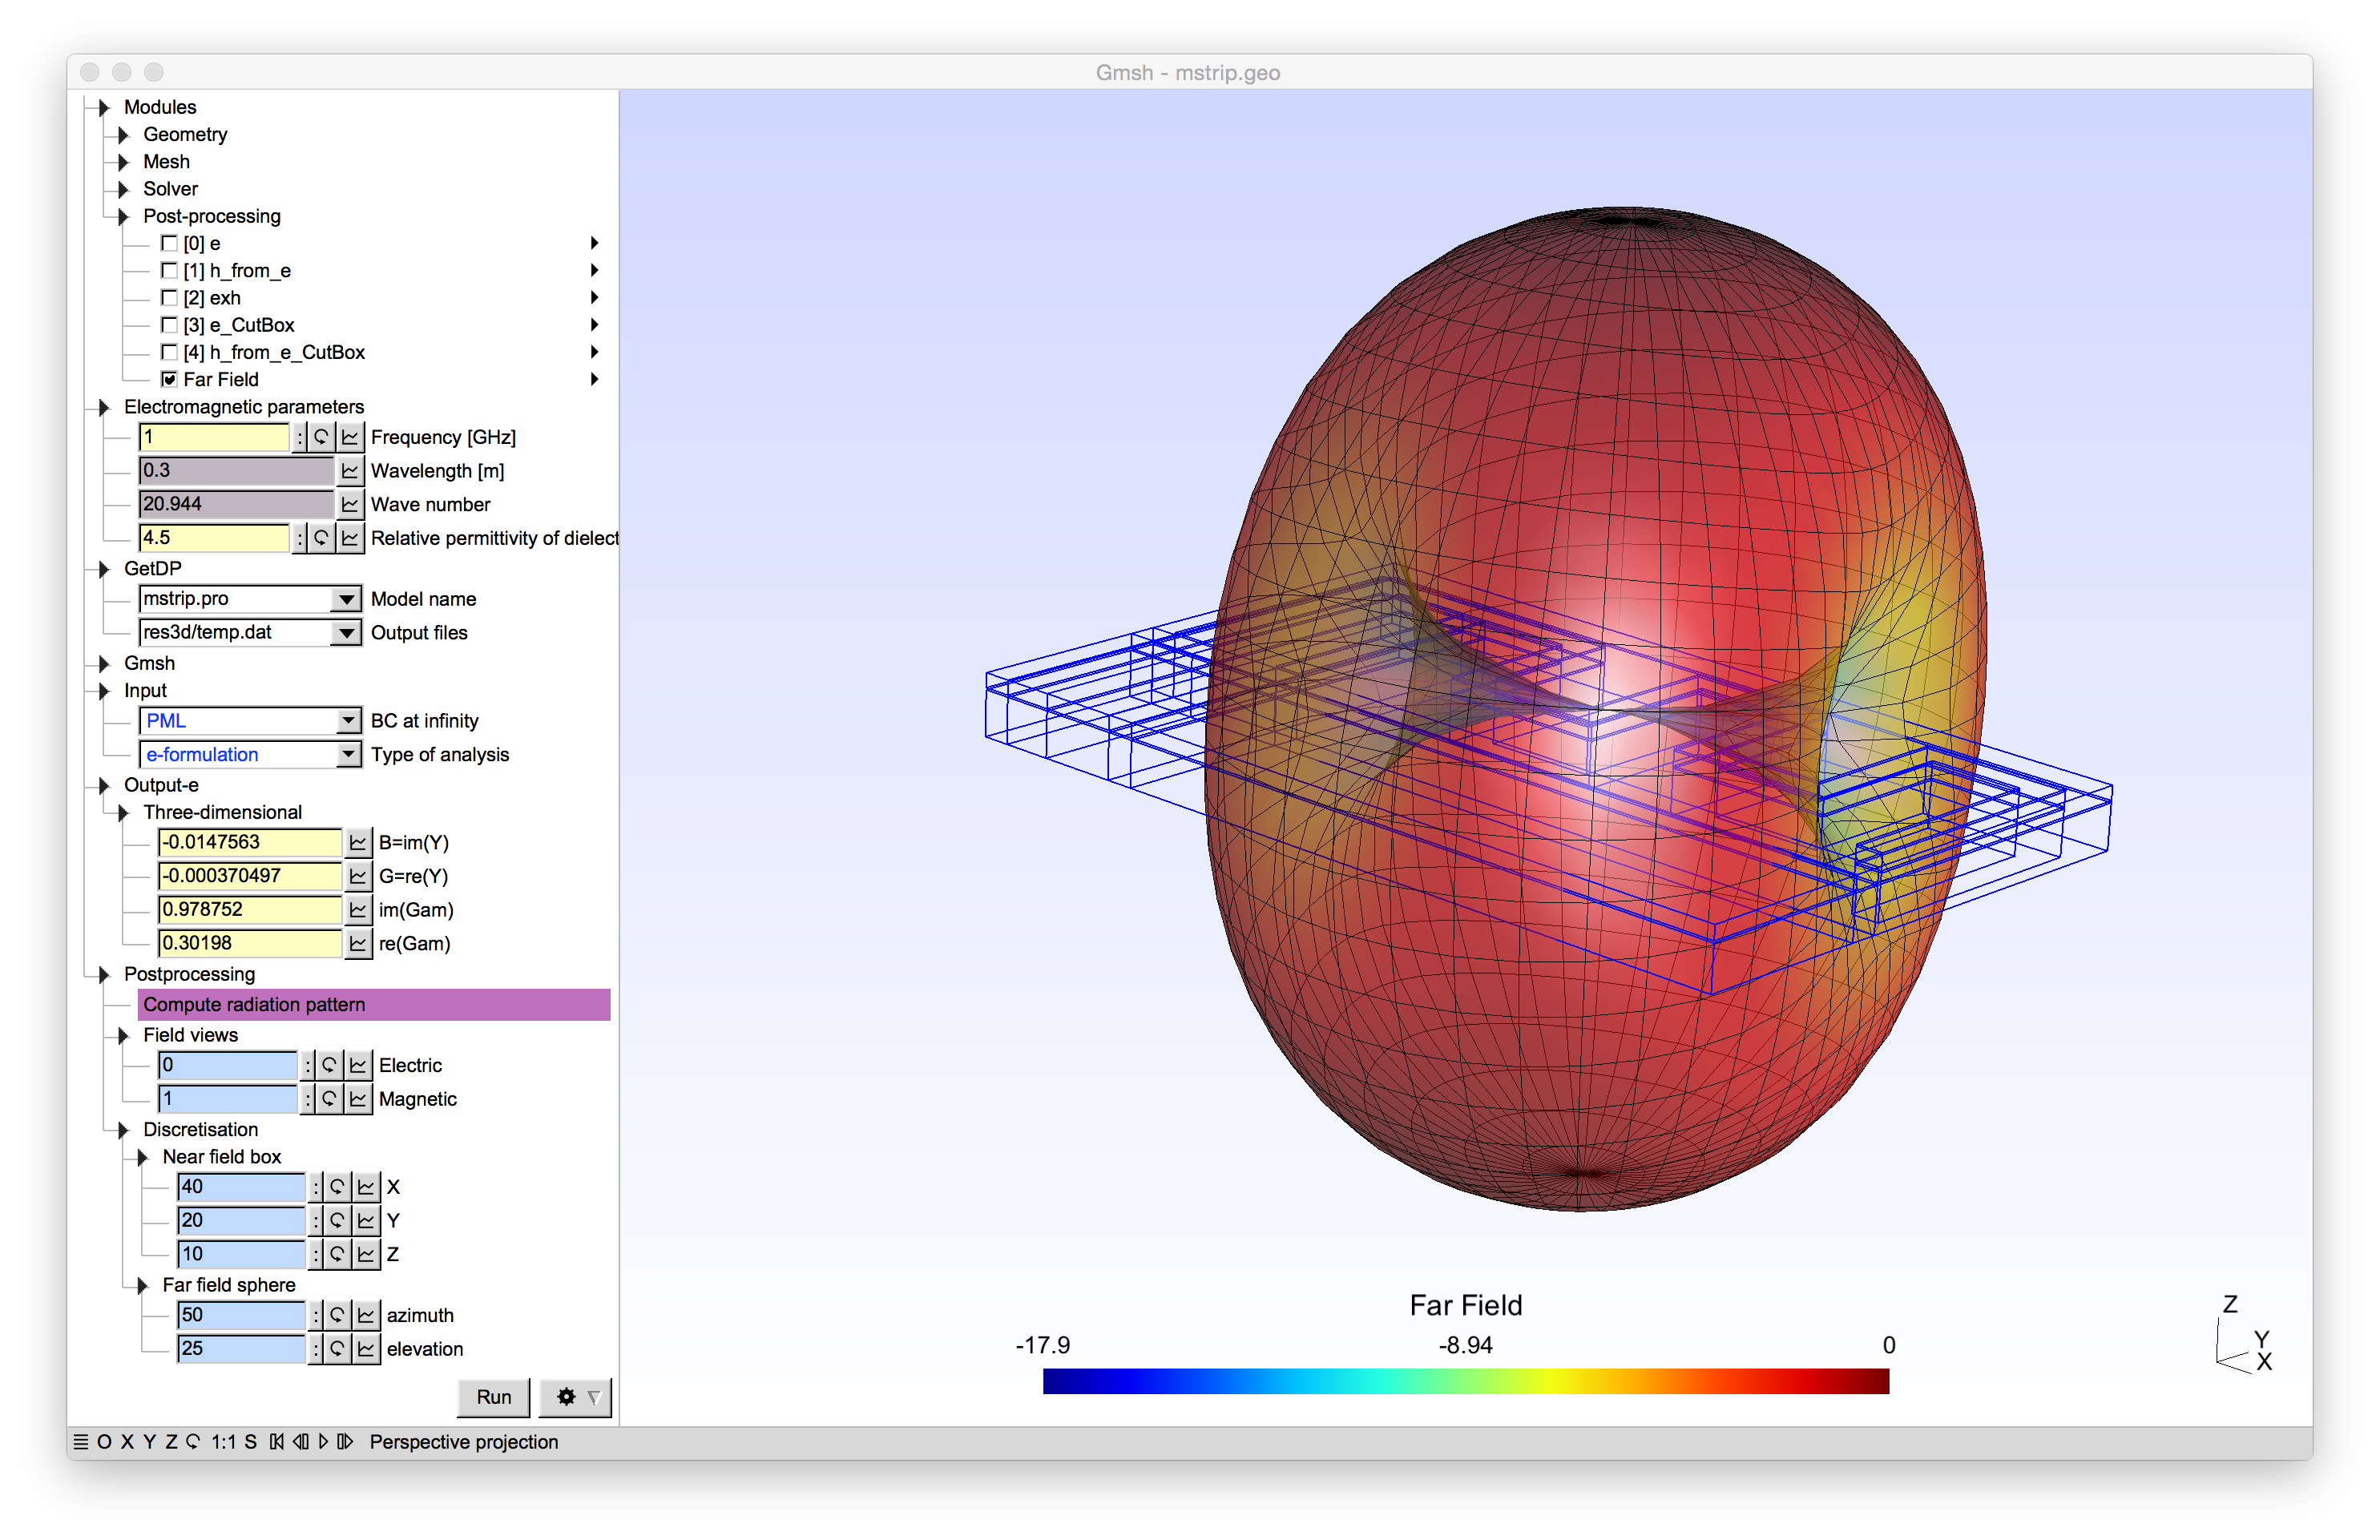 Gmsh - mstrip.geo
Modules
Geometry
Mesh
Solver
Post-processing
[0] e
[1] h_from_e
[2] exh
[3] e_CutBox
[4] h_from_e_CutBox
Far Field
Electromagnetic parameters
1 : Frequency [GHz]
0.3 Wavelength [m]
20.944 Wave number
4.5 : Relative permittivity of dielect
GetDP
mstrip.pro Model name
res3d/temp.dat Output files
Gmsh
Input
PML BC at infinity
e-formulation Type of analysis
Output-e
Three-dimensional
-0.0147563 B=im(Y)
-0.000370497 G=re(Y)
0.978752 im(Gam)
0.30198 re(Gam)
Postprocessing
Compute radiation pattern
Field views
0 : Electric
1 : Magnetic
Discretisation
Near field box
40 : X
20 : Y
10 : Z
Far field sphere
50 : azimuth
25 : elevation
Run
O X Y Z 1:1 S Perspective projection
Far Field
-17.9 -8.94 0
Z
Y
X